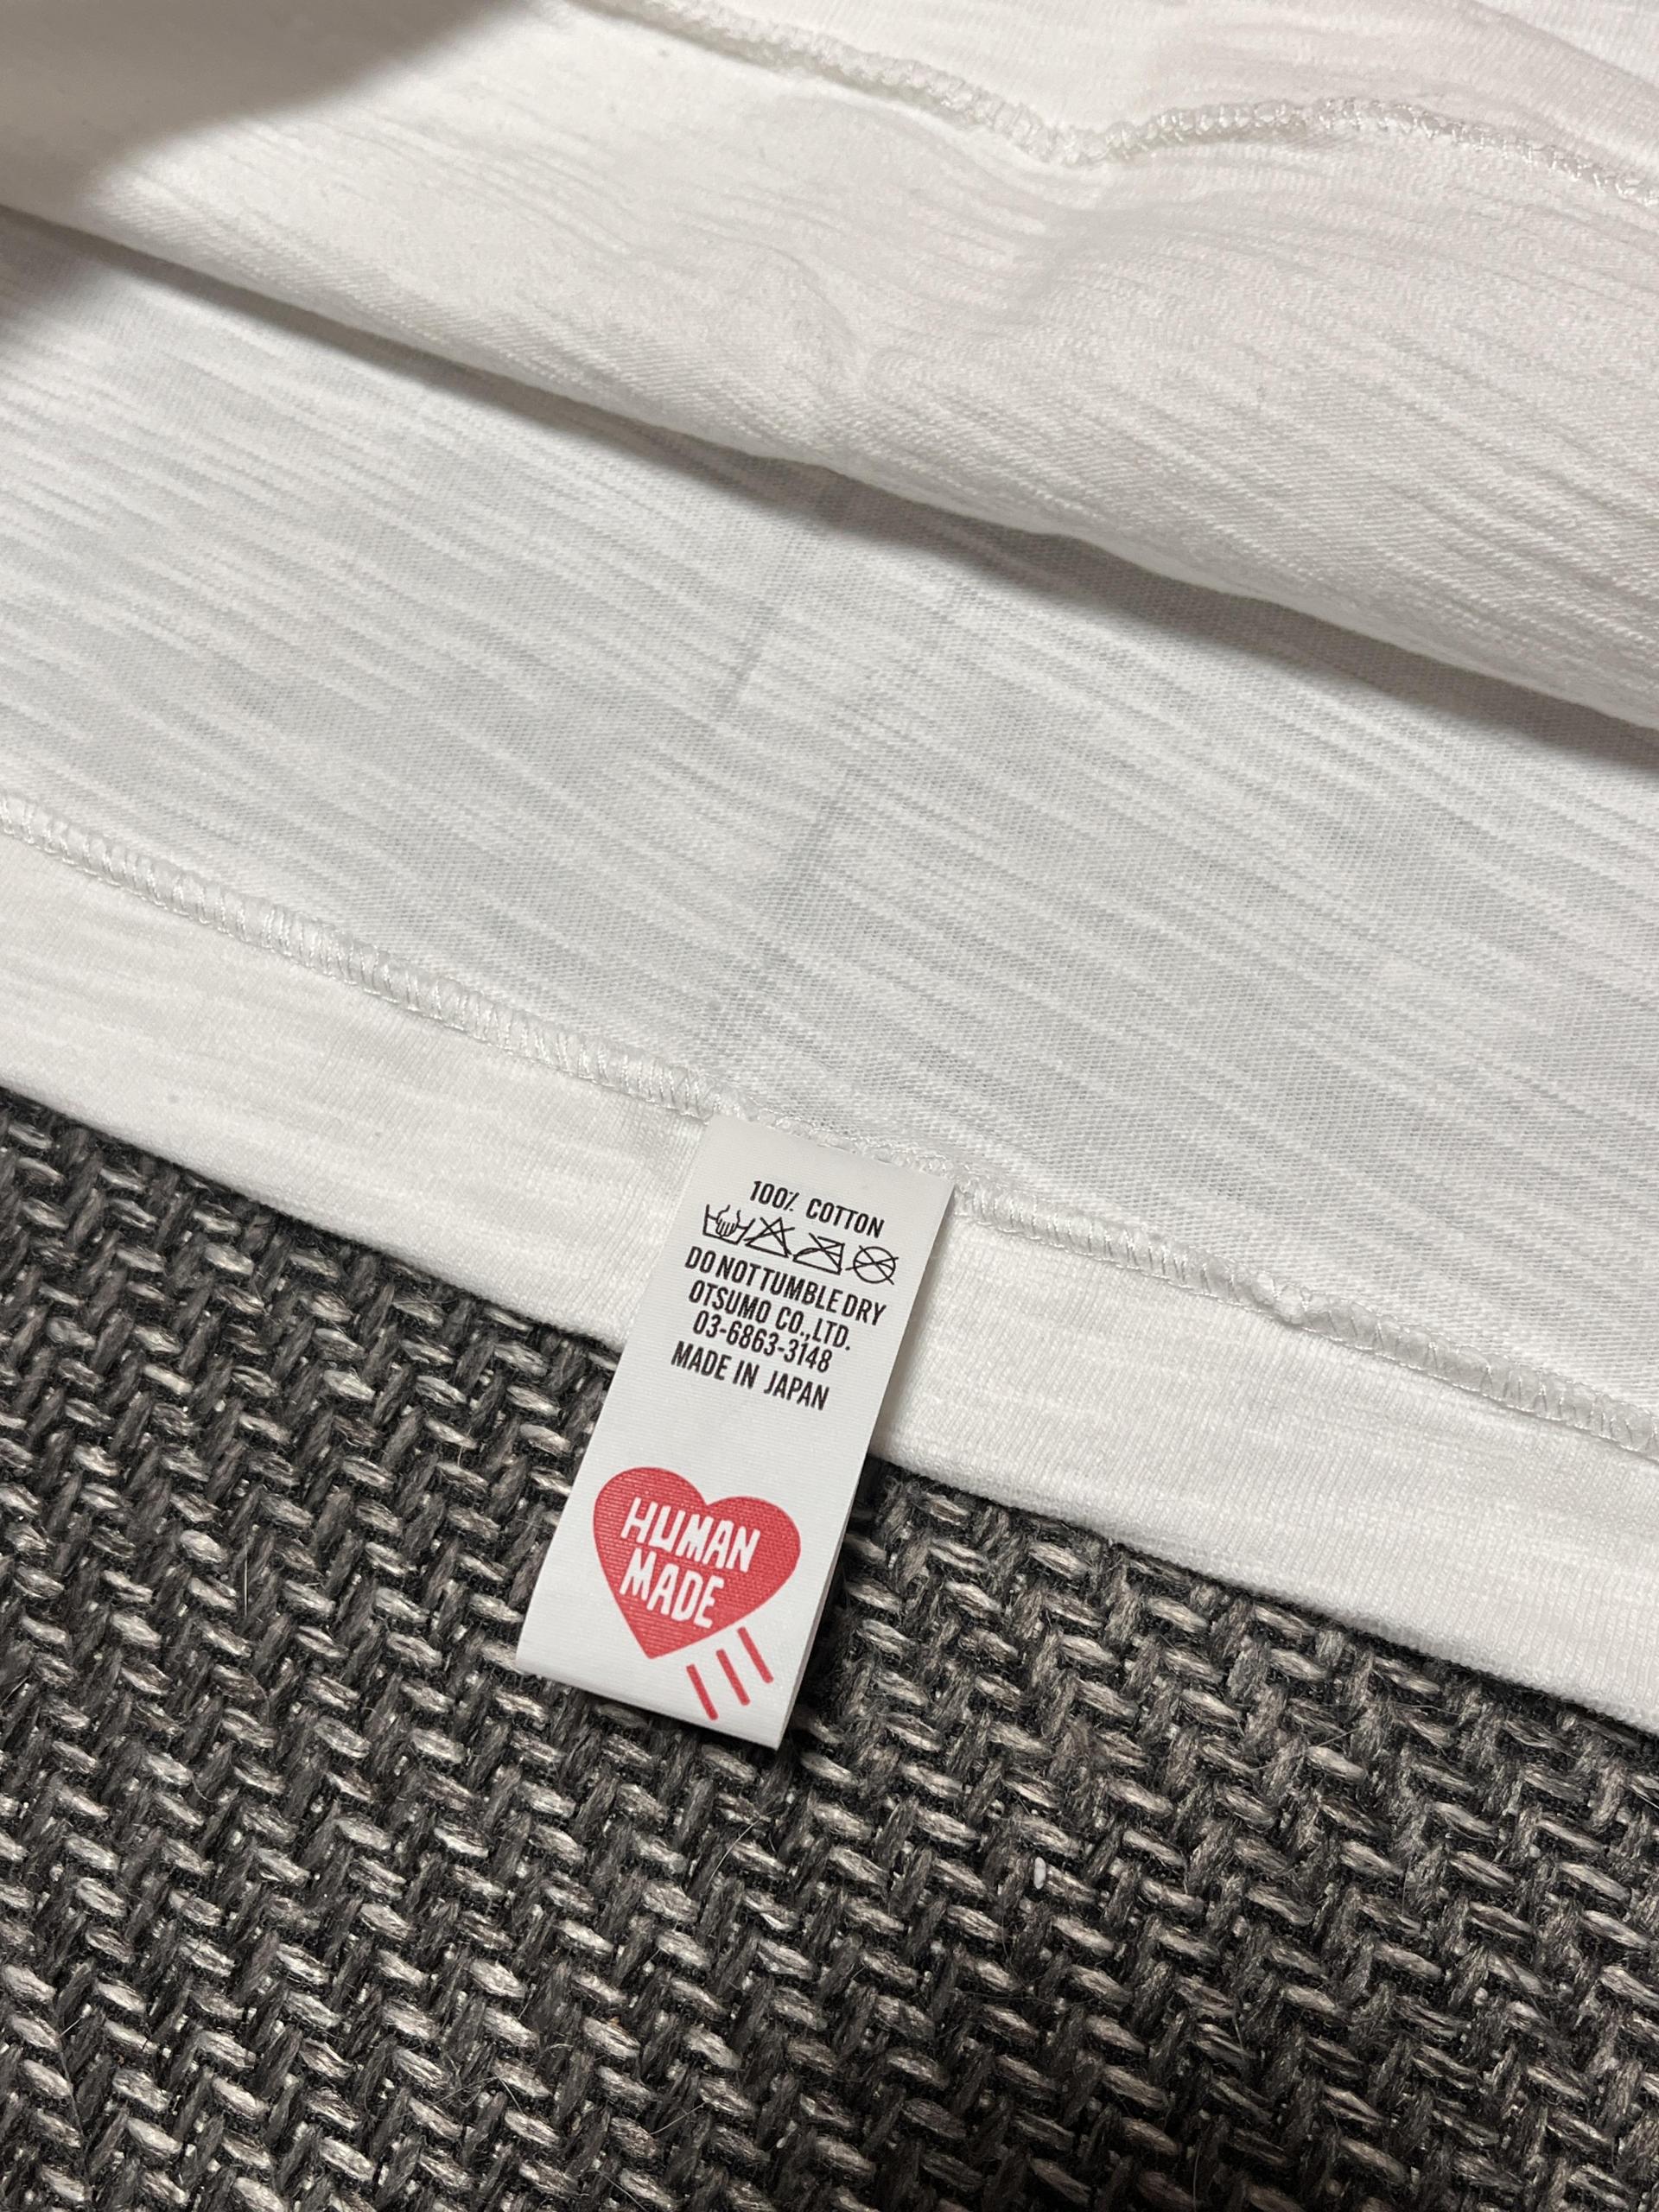 100% COTTON
DO NOT TUMBLE DRY
OTSUMO CO.,LTD.
03-6863-3148
MADE IN JAPAN
HUMAN
MADE